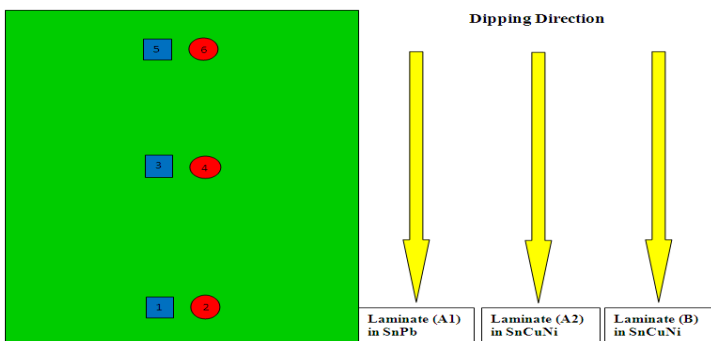 Dipping Direction
5 6
3 4
1 2
Laminate (A1)
in SnPb
Laminate (A2)
in SnCuNi
Laminate (B)
in SnCuNi